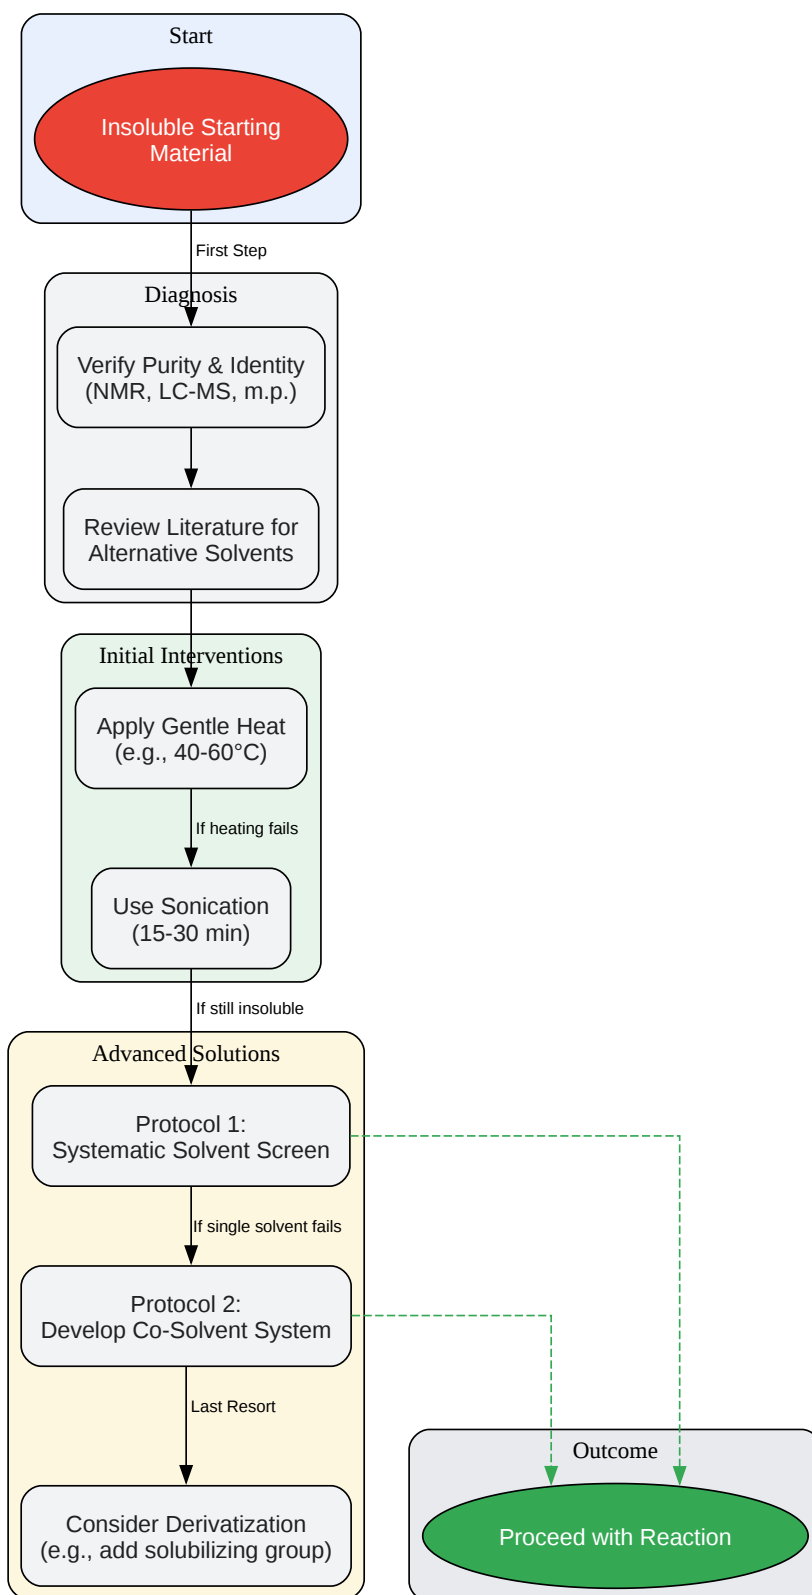 Start
Insoluble Starting
Material
First Step
Diagnosis
Verify Purity & Identity
(NMR, LC-MS, m.p.)
Review Literature for
Alternative Solvents
Initial Interventions
Apply Gentle Heat
(e.g., 40-60°C)
If heating fails
Use Sonication
(15-30 min)
If still insoluble
Advanced Solutions
Protocol 1:
Systematic Solvent Screen
If single solvent fails
Protocol 2:
Develop Co-Solvent System
Last Resort
Outcome
Consider Derivatization
(e.g., add solubilizing group)
Proceed with Reaction